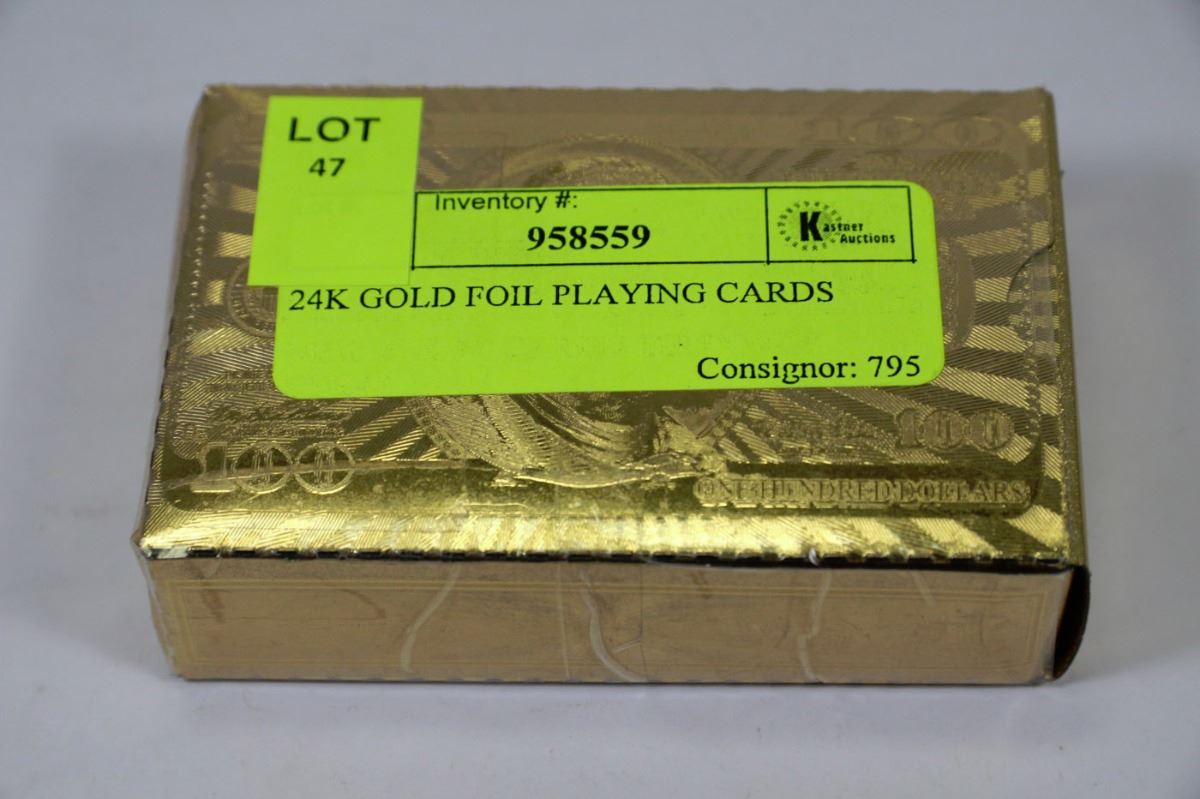 LOT
47
Inventory #:
958559
Kastner
Auctions
24K GOLD FOIL PLAYING CARDS
Consignor: 795
100
100
100
ONE HUNDRED DOLLARS